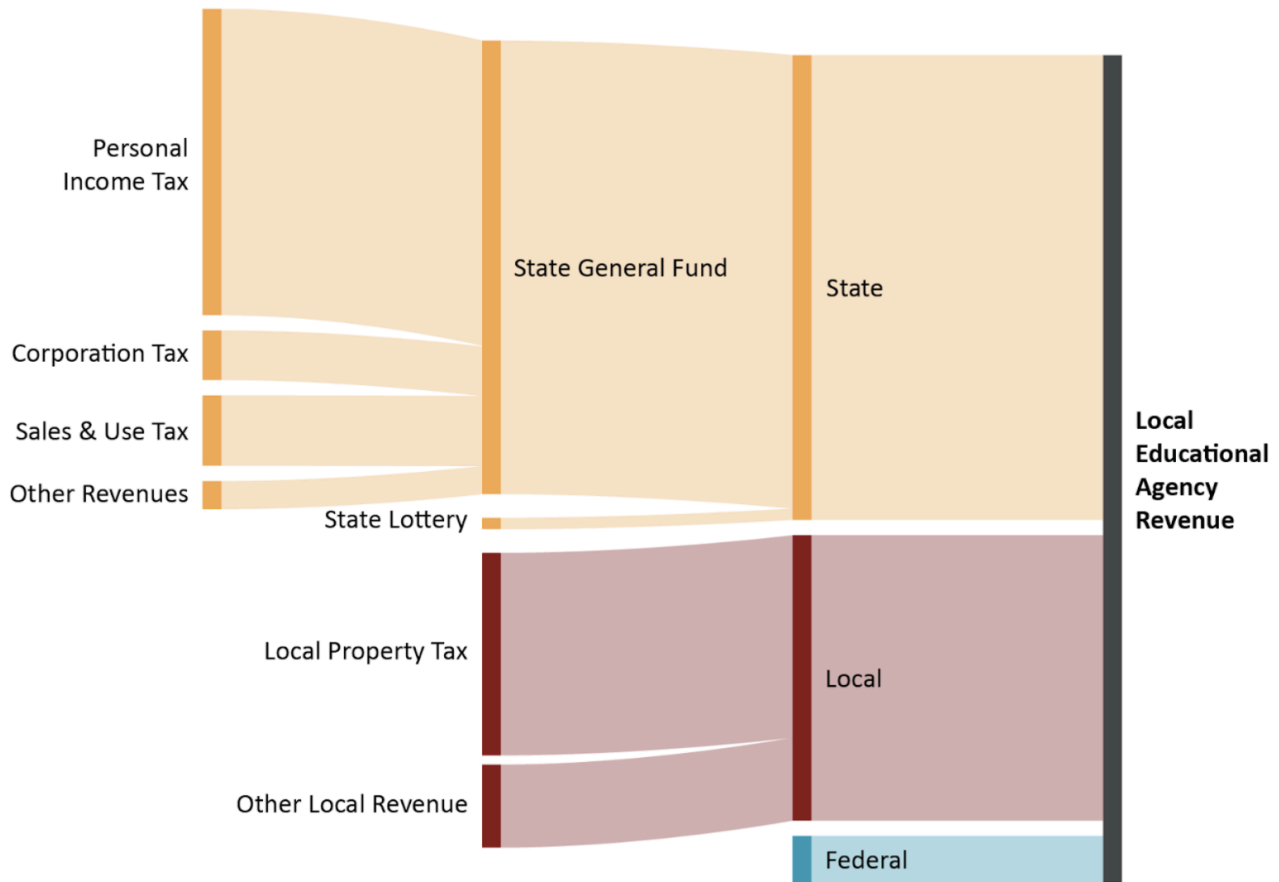 Personal
Income Tax
Corporation Tax
Sales & Use Tax
Other Revenues
State General Fund
State Lottery
Local Property Tax
Other Local Revenue
State
Local
Federal
Local
Educational
Agency
Revenue